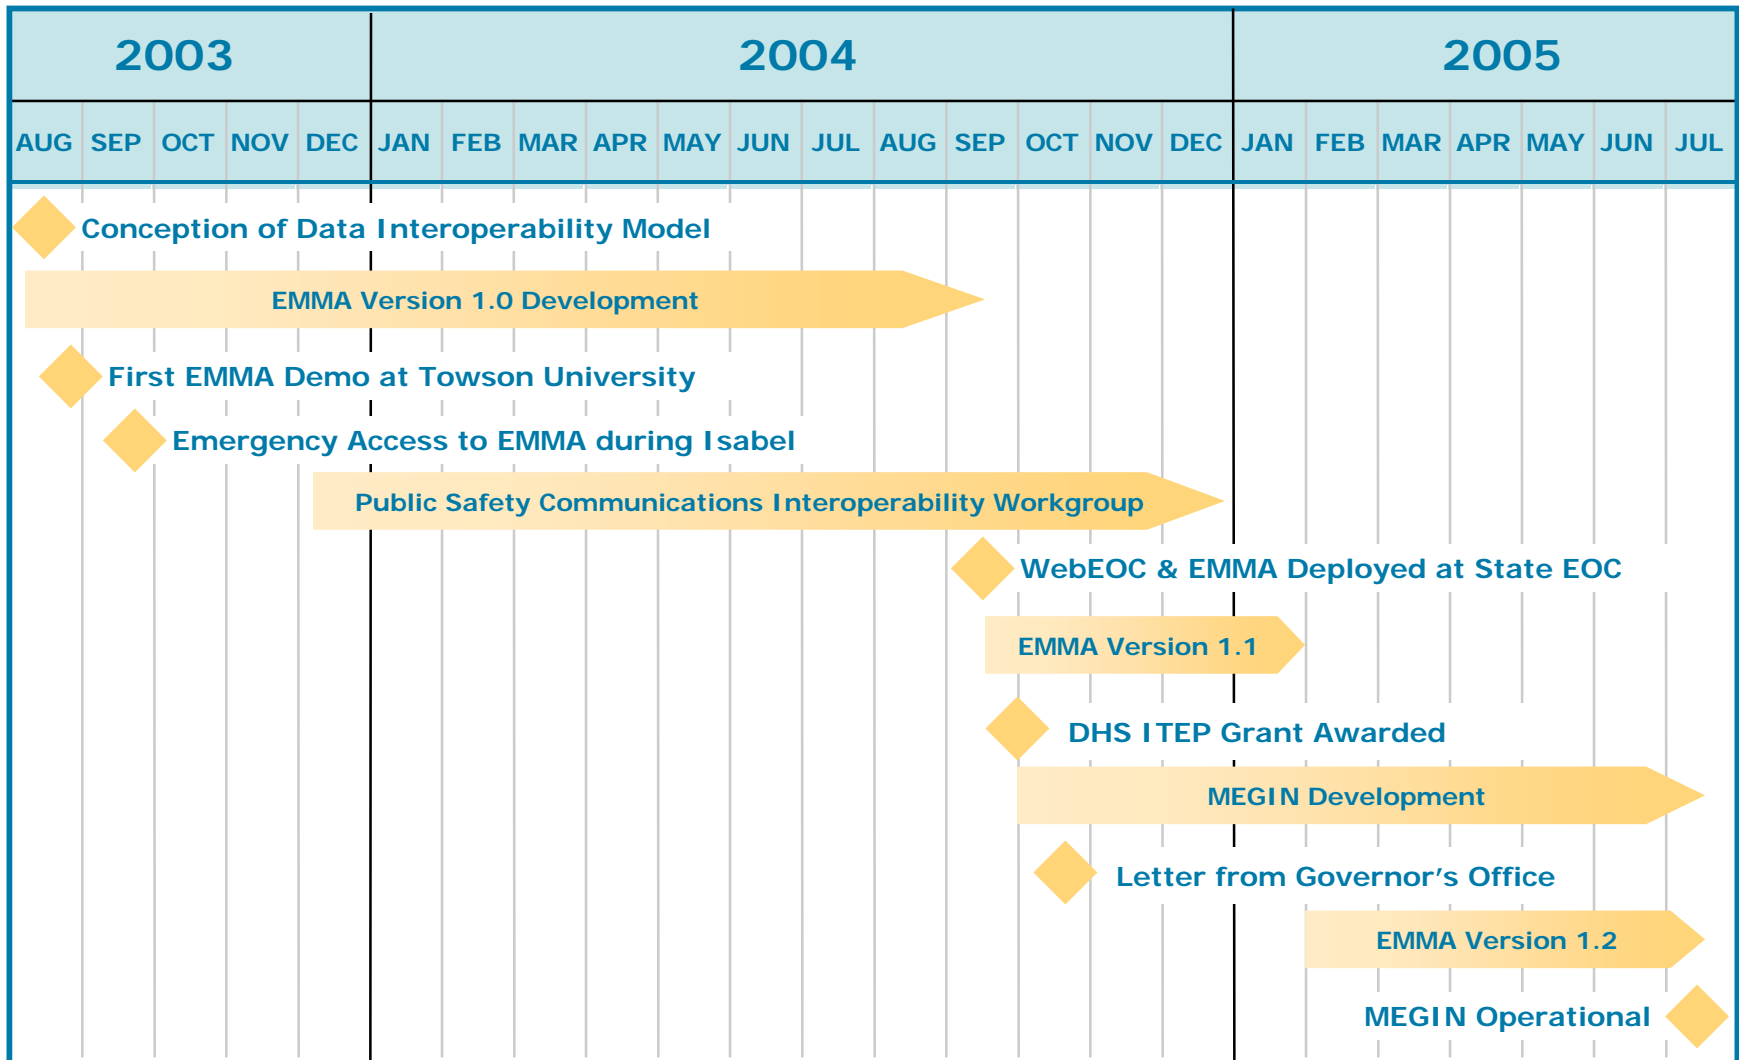 2003 2004 2005
AUG SEP OCT NOV DEC JAN FEB MAR APR MAY JUN JUL AUG SEP OCT NOV DEC JAN FEB MAR APR MAY JUN JUL
Conception of Data Interoperability Model
EMMA Version 1.0 Development
First EMMA Demo at Towson University
Emergency Access to EMMA during Isabel
Public Safety Communications Interoperability Workgroup
WebEOC & EMMA Deployed at State EOC
EMMA Version 1.1
DHS ITEP Grant Awarded
MEGIN Development
Letter from Governor’s Office
EMMA Version 1.2
MEGIN Operational